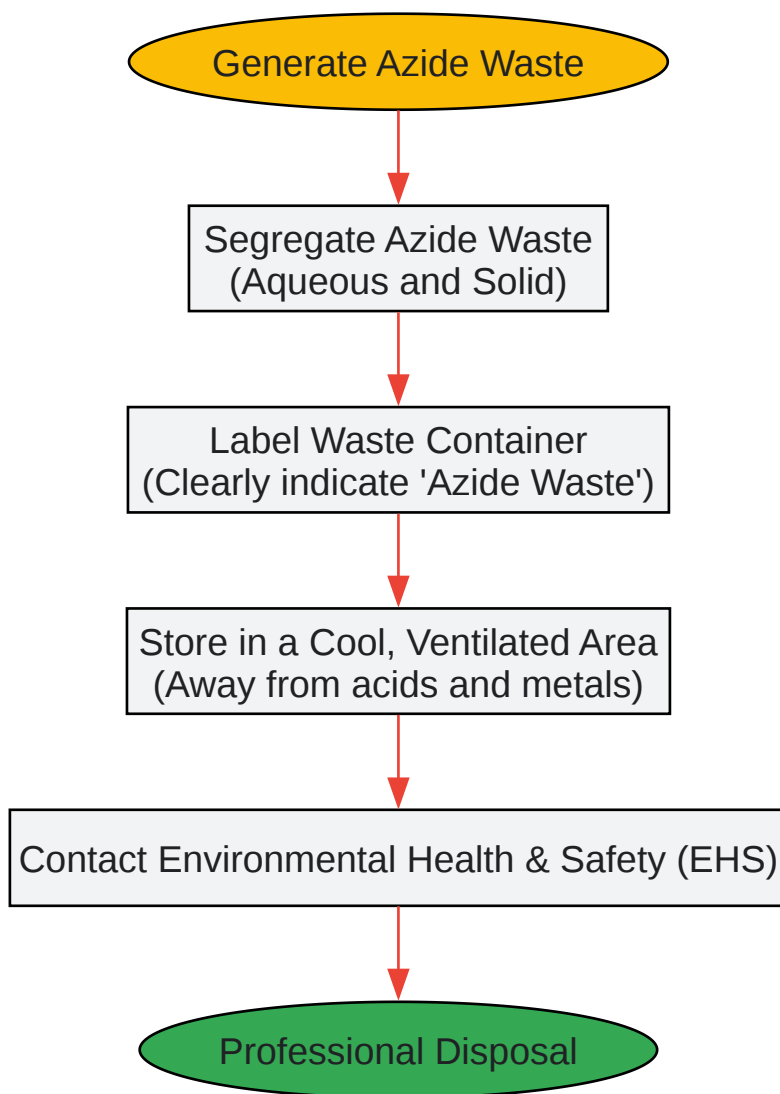 Generate Azide Waste
Segregate Azide Waste
(Aqueous and Solid)
Label Waste Container
(Clearly indicate 'Azide Waste')
Store in a Cool, Ventilated Area
(Away from acids and metals)
Contact Environmental Health & Safety (EHS)
Professional Disposal